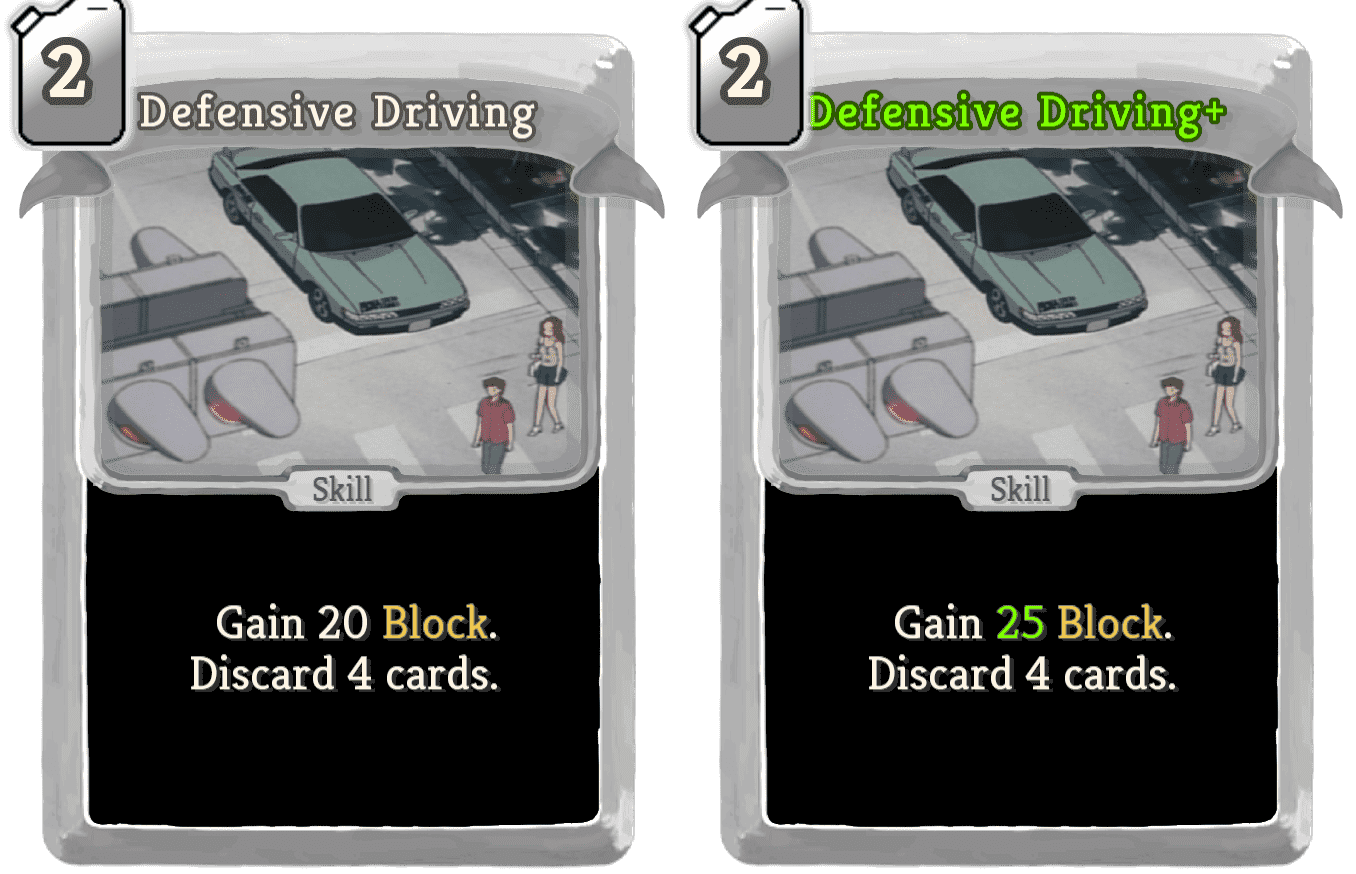 2
Defensive Driving
Skill
Gain 20 Block.
Discard 4 cards.
2
Defensive Driving+
Skill
Gain 25 Block.
Discard 4 cards.